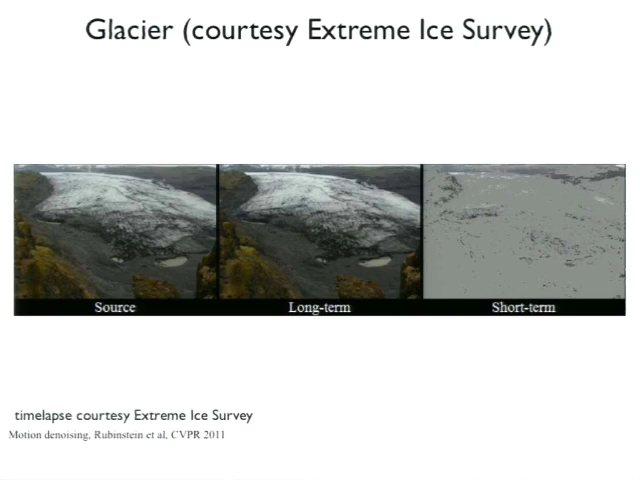 Glacier (courtesy Extreme Ice Survey)
Source Long-term Short-term
timelapse courtesy Extreme Ice Survey
Motion denoising, Rubinstein et al, CVPR 2011